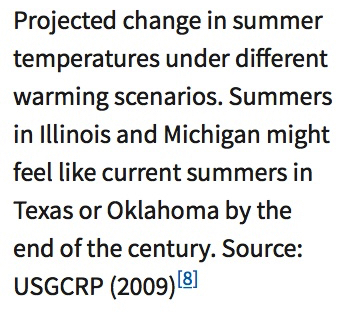 Projected change in summer
temperatures under different
warming scenarios. Summers
in Illinois and Michigan might
feel like current summers in
Texas or Oklahoma by the
end of the century. Source:
USGCRP (2009)[8]